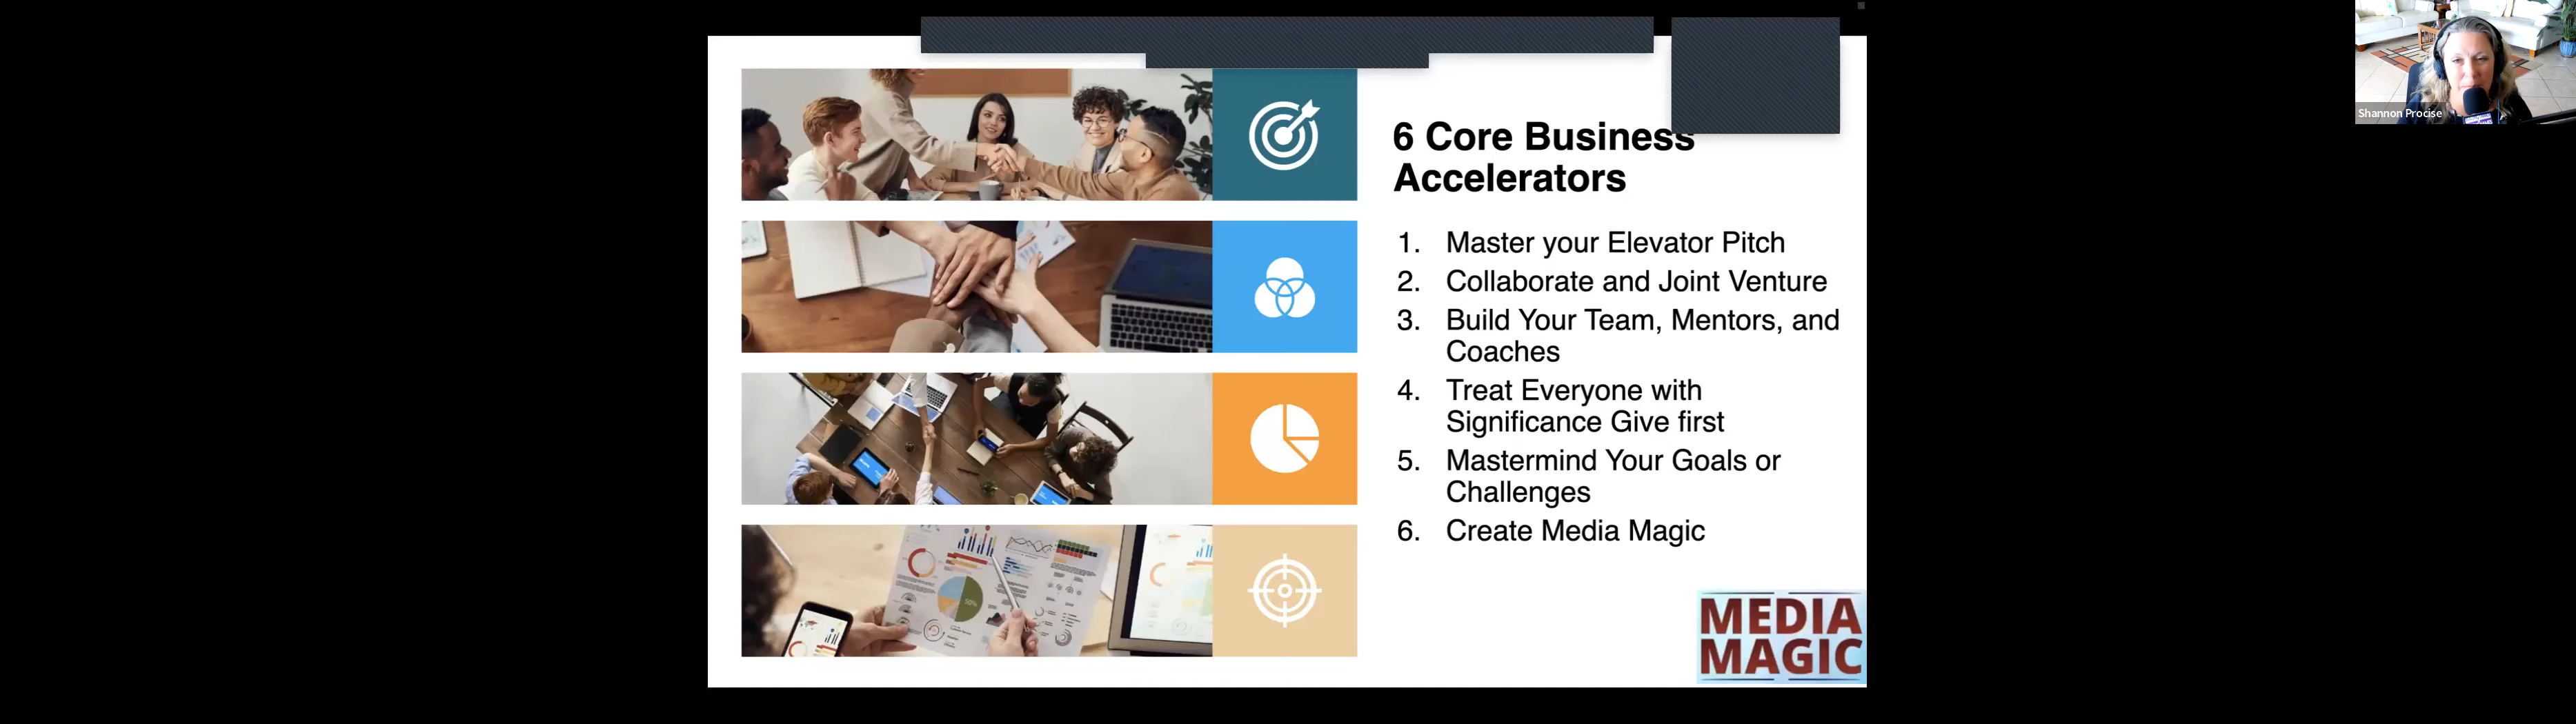 Shannon Procise
6 Core Business
Accelerators
1. Master your Elevator Pitch
2. Collaborate and Joint Venture
3. Build Your Team, Mentors, and
Coaches
4. Treat Everyone with
Significance Give first
5. Mastermind Your Goals or
Challenges
6. Create Media Magic
50%
MEDIA
MAGIC